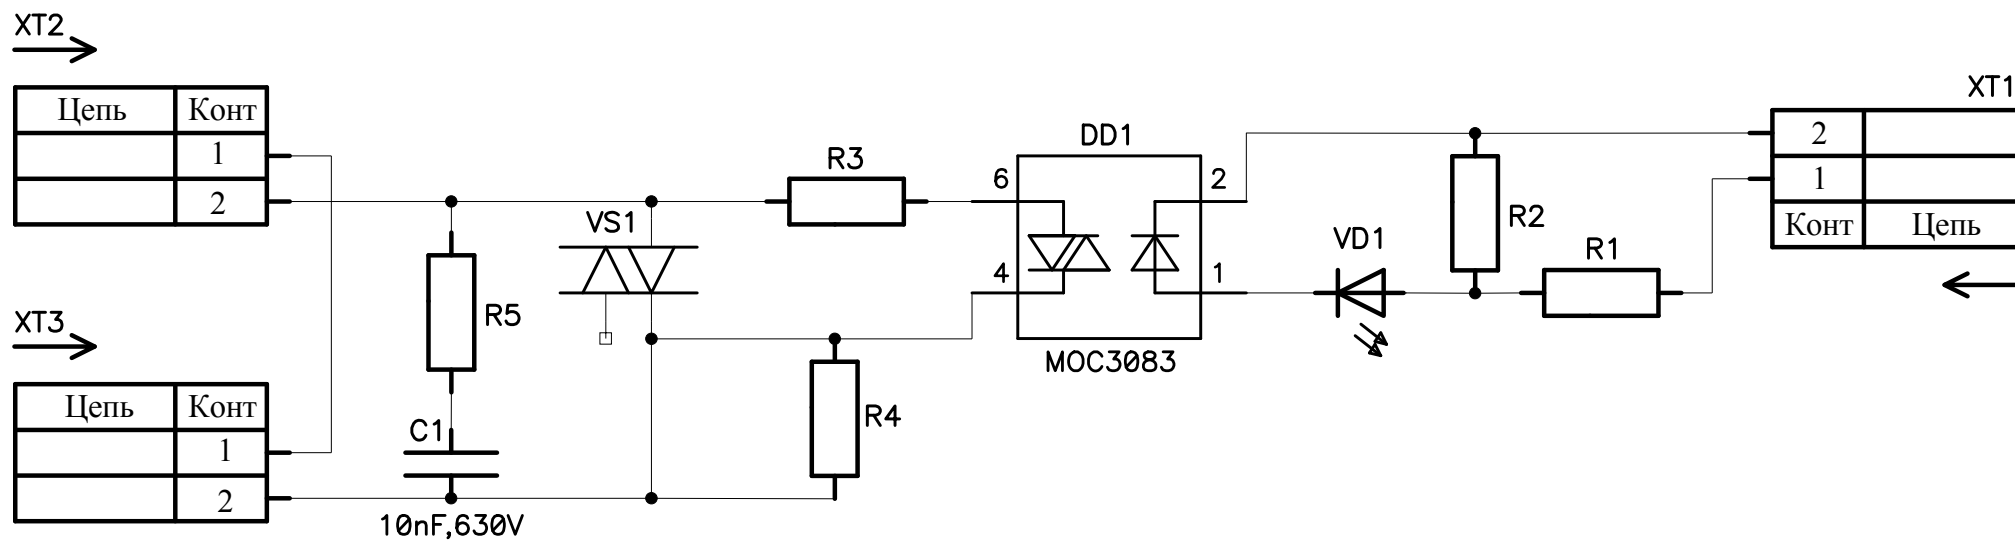 XT2
Цепь Конт
1
2
XT3
Цепь Конт
1
2
R5
C1
10nF,630V
VS1
R3
R4
DD1
6
2
4
1
MOC3083
VD1
R2
R1
XT1
2
1
Конт Цепь